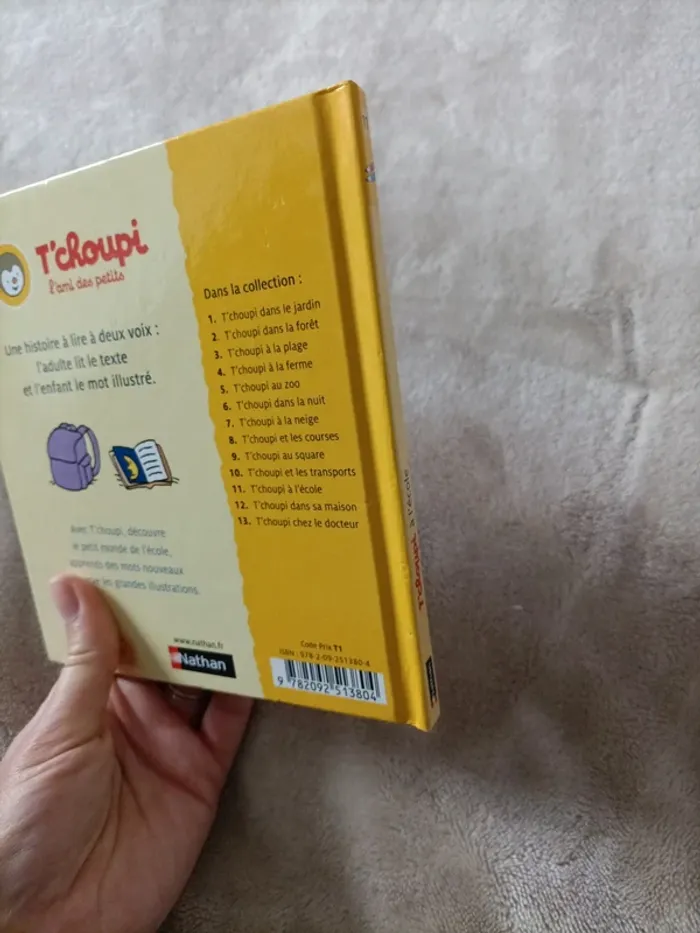 T'choupi
l'ami des petits
Une histoire à lire à deux voix :
l'adulte lit le texte
et l'enfant le mot illustré.
Avec T'choupi, découvre
le petit monde de l'école,
apprends des mots nouveaux
les grandes illustrations.
www.nathan.fr
Nathan
Dans la collection :
1. T'choupi dans le jardin
2. T'choupi dans la forêt
3. T'choupi à la plage
4. T'choupi à la ferme
5. T'choupi au zoo
6. T'choupi dans la nuit
7. T'choupi à la neige
8. T'choupi et les courses
9. T'choupi au square
10. T'choupi et les transports
11. T'choupi à l'école
12. T'choupi dans sa maison
13. T'choupi chez le docteur
Code Prix T1
ISBN : 978-2-09-251380-4
9 782092 513804
T'choupi à l'école